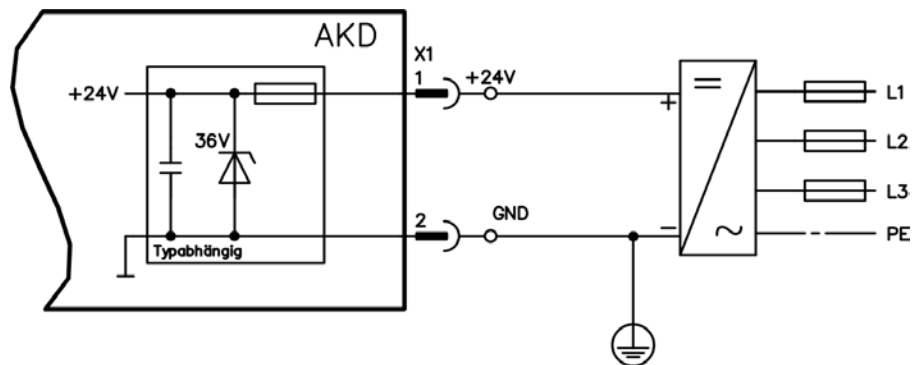 AKD
X1
1
+24V
+24V
36V
2
GND
Typabhängig
+
-
L1
L2
L3
PE